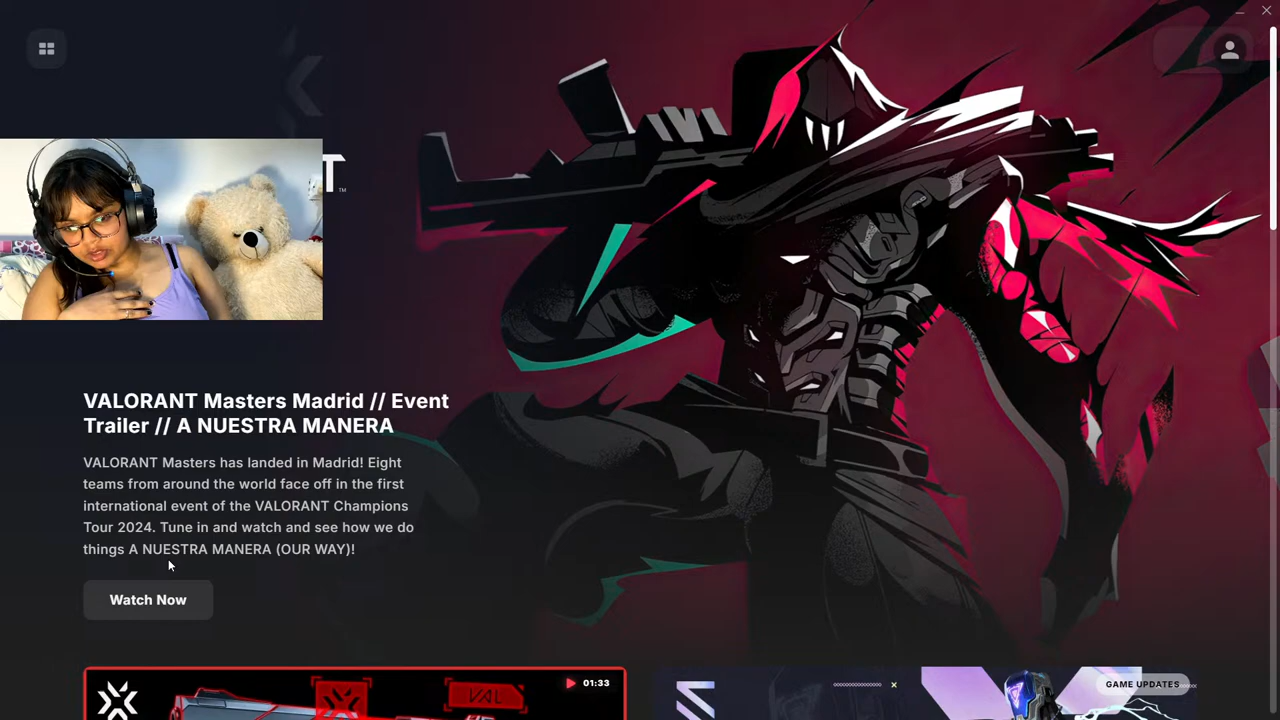 T™
VALORANT Masters Madrid // Event
Trailer // A NUESTRA MANERA
VALORANT Masters has landed in Madrid! Eight
teams from around the world face off in the first
international event of the VALORANT Champions
Tour 2024. Tune in and watch and see how we do
things A NUESTRA MANERA (OUR WAY)!
Watch Now
VAL
01:33
GAME UPDATES